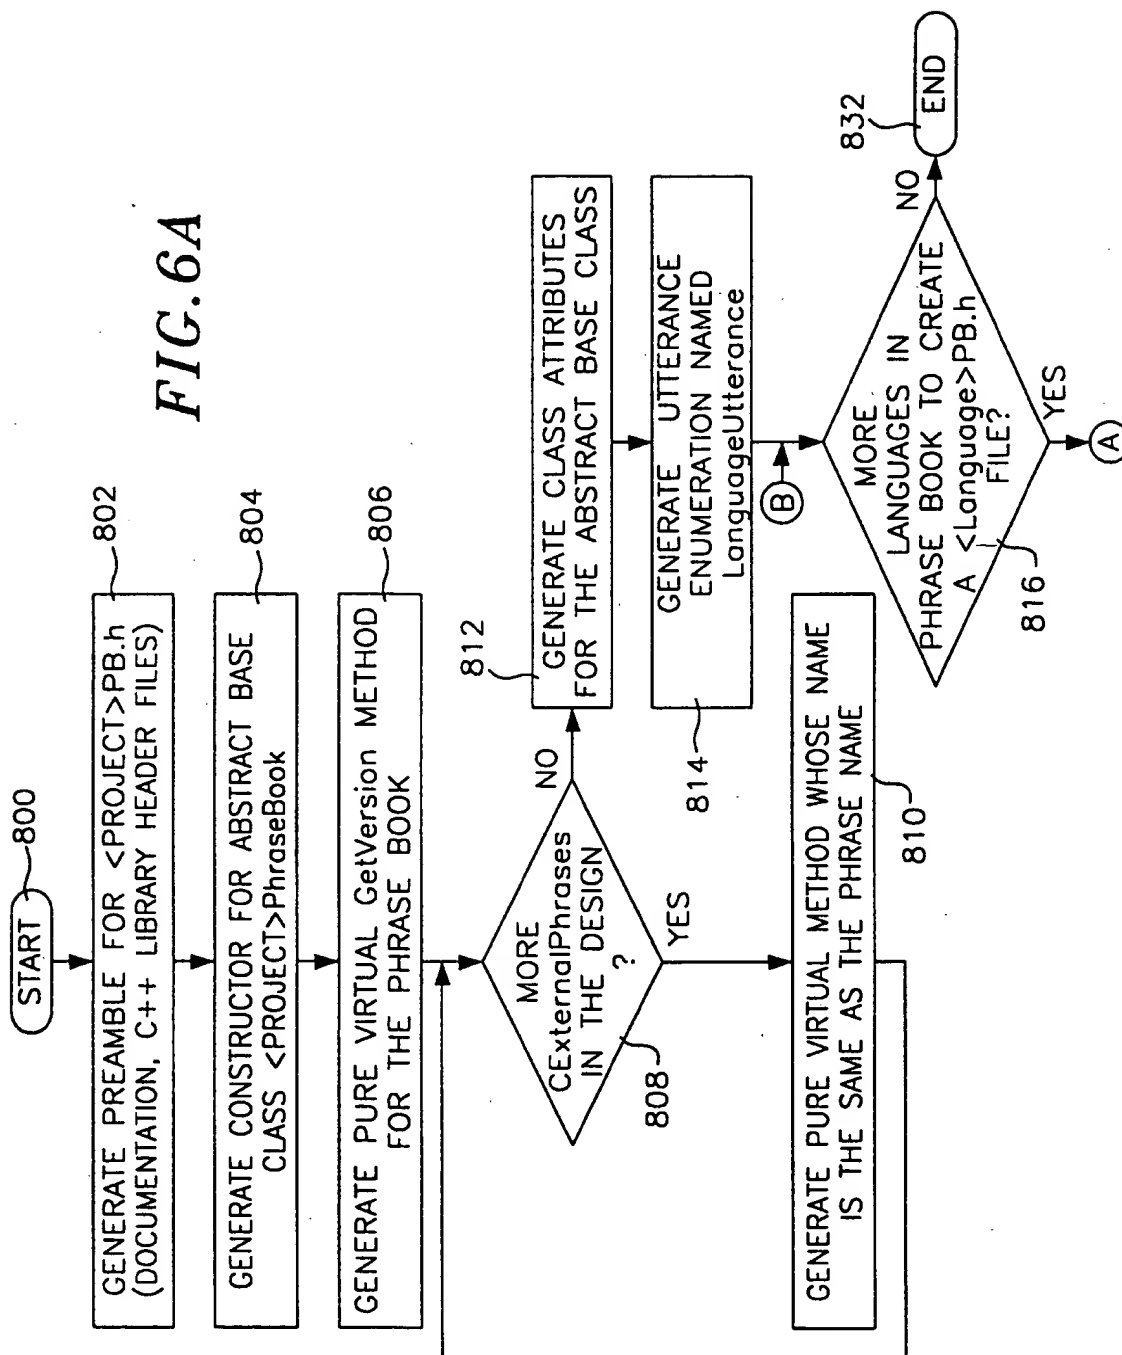 FIG. 6A
START
800
GENERATE PREAMBLE FOR <PROJECT>PB.h
(DOCUMENTATION, C++ LIBRARY HEADER FILES)
802
GENERATE CONSTRUCTOR FOR ABSTRACT BASE
CLASS <PROJECT>PhraseBook
804
GENERATE PURE VIRTUAL GetVersion METHOD
FOR THE PHRASE BOOK
806
MORE
CExternalPhrases
IN THE DESIGN
?
808
YES
NO
GENERATE PURE VIRTUAL METHOD WHOSE NAME
IS THE SAME AS THE PHRASE NAME
810
812
GENERATE CLASS ATTRIBUTES
FOR THE ABSTRACT BASE CLASS
GENERATE UTTERANCE
ENUMERATION NAMED
LanguageUtterance
814
B
MORE
LANGUAGES IN
PHRASE BOOK TO CREATE
A <Language>PB.h
FILE?
816
YES
A
NO
END
832